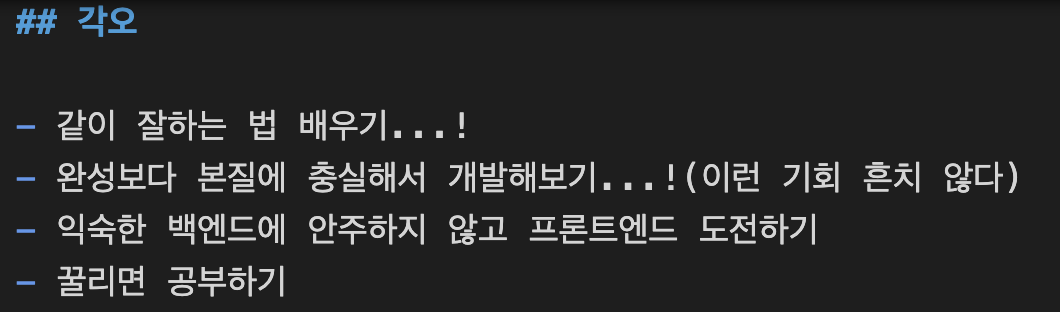 ## 각오
- 같이 잘하는 법 배우기...!
- 완성보다 본질에 충실해서 개발해보기...!(이런 기회 흔치 않다)
- 익숙한 백엔드에 안주하지 않고 프론트엔드 도전하기
- 꿀리면 공부하기